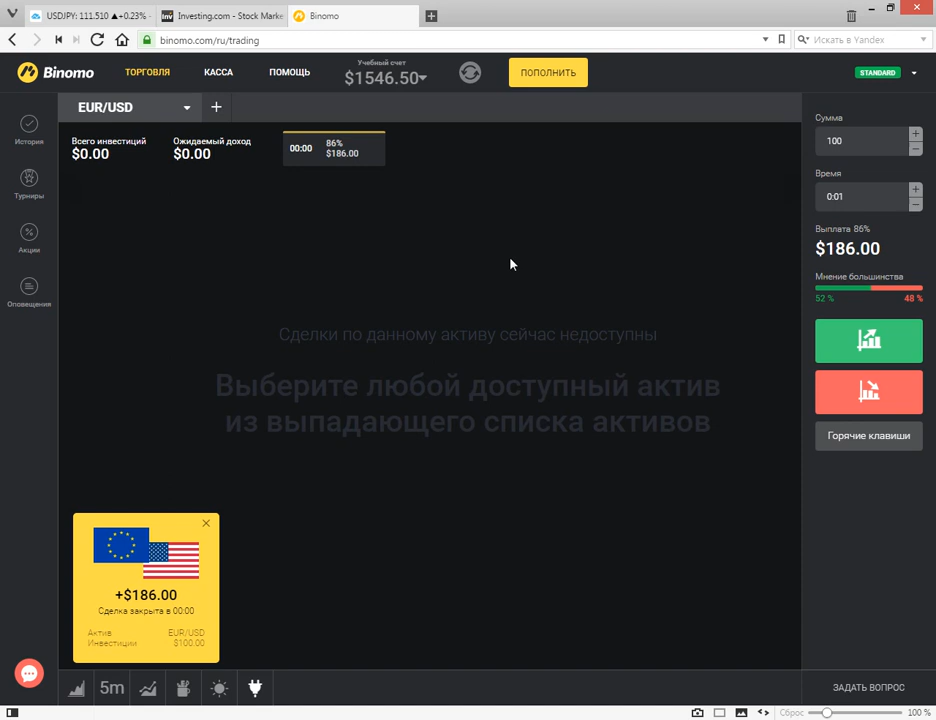 USDJPY: 111.510 ▲+0.23% -
Investing.com - Stock Marke
Binomo
binomo.com/ru/trading
Искать в Yandex
Binomo
ТОРГОВЛЯ
КАССА
ПОМОЩЬ
Учебный счет
$1546.50
ПОПОЛНИТЬ
STANDARD
EUR/USD
+
История
Турниры
Акции
Оповещения
Всего инвестиций
$0.00
Ожидаемый доход
$0.00
00:00
86%
$186.00
Сделки по данному активу сейчас недоступны
Выберите любой доступный актив
из выпадающего списка активов
Сумма
100
Время
0:01
Выплата 86%
$186.00
Мнение большинства
52 %
48 %
Горячие клавиши
+$186.00
Сделка закрыта в 00:00
Актив EUR/USD
Инвестиции $100.00
5m
ЗАДАТЬ ВОПРОС
Сброс
100 %